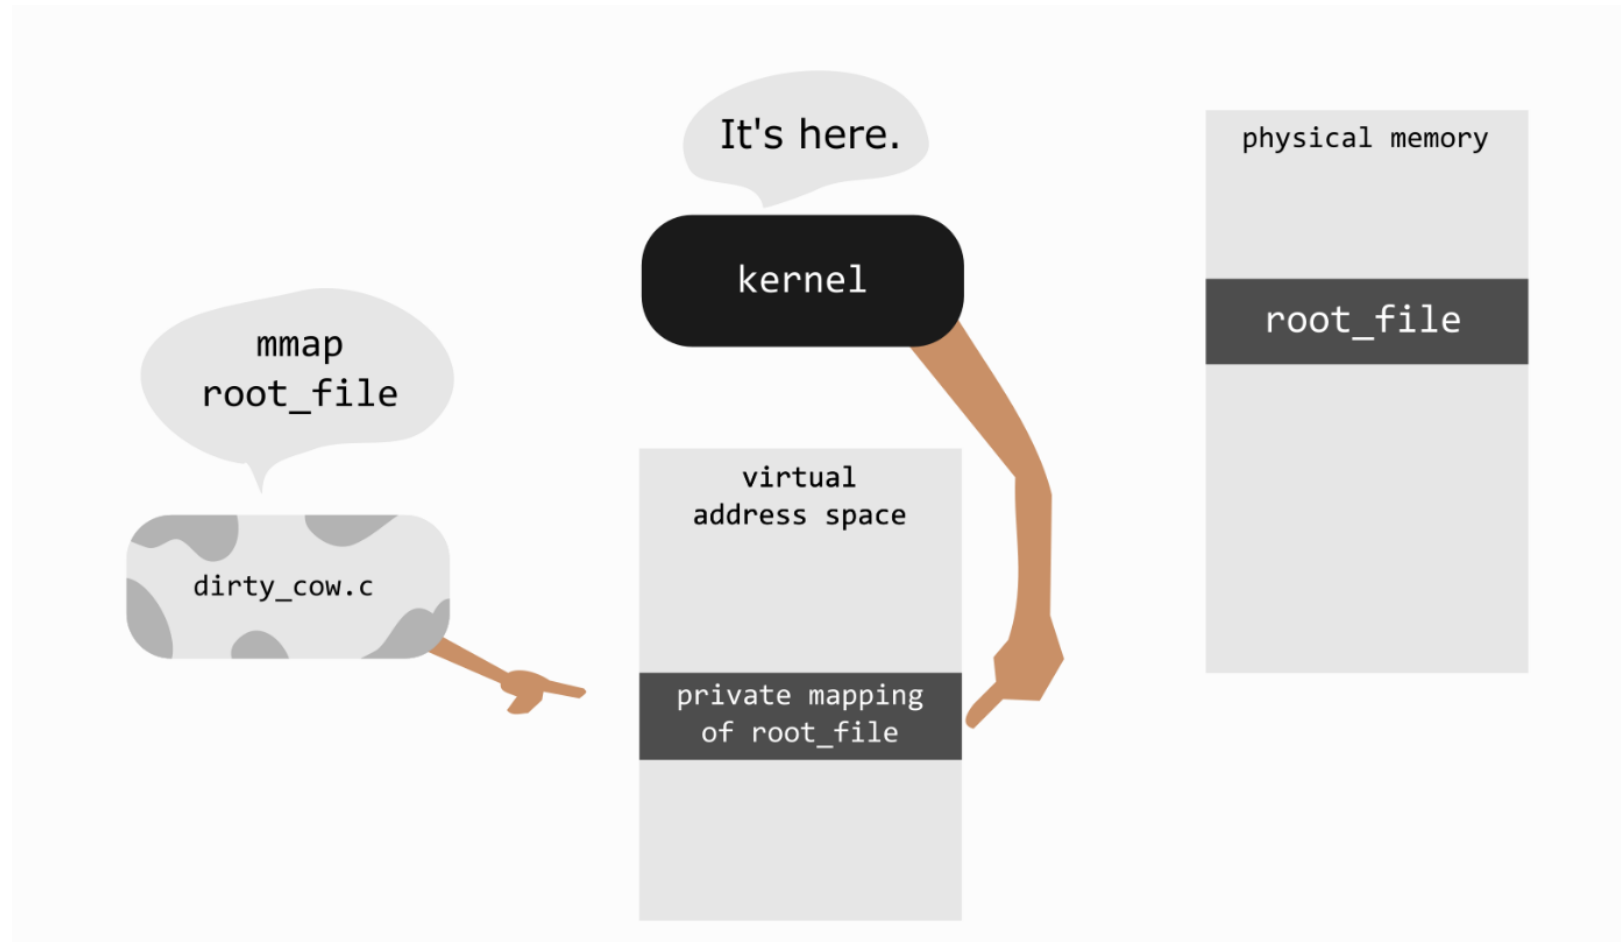 It's here.
kernel
physical memory
root_file
mmap
root_file
dirty_cow.c
virtual
address space
private mapping
of root_file